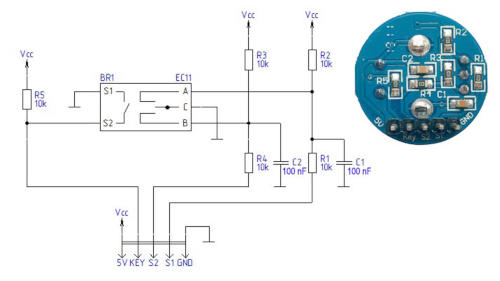 Vcc
Vcc
Vcc
R3
10k
R2
10k
BR1
EC11
R5
10k
S1
A
C
S2
B
R4
10k
C2
100 nF
R1
10k
C1
100 nF
Vcc
5V KEY S2 S1 GND
R2
C2
R3
R1
R5
R4
C1
5V
Key
S2
S1
GND